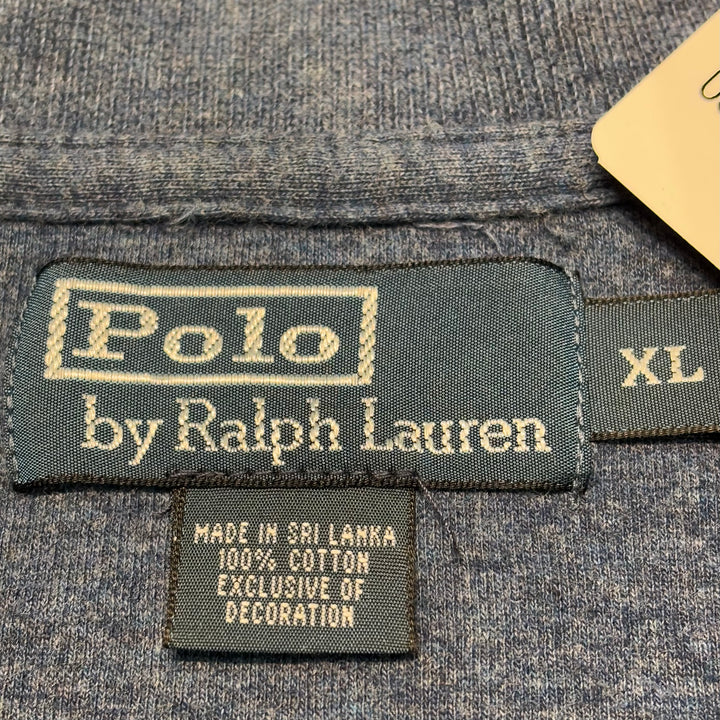 Polo
by Ralph Lauren
XL
MADE IN SRI LANKA
100% COTTON
EXCLUSIVE OF
DECORATION